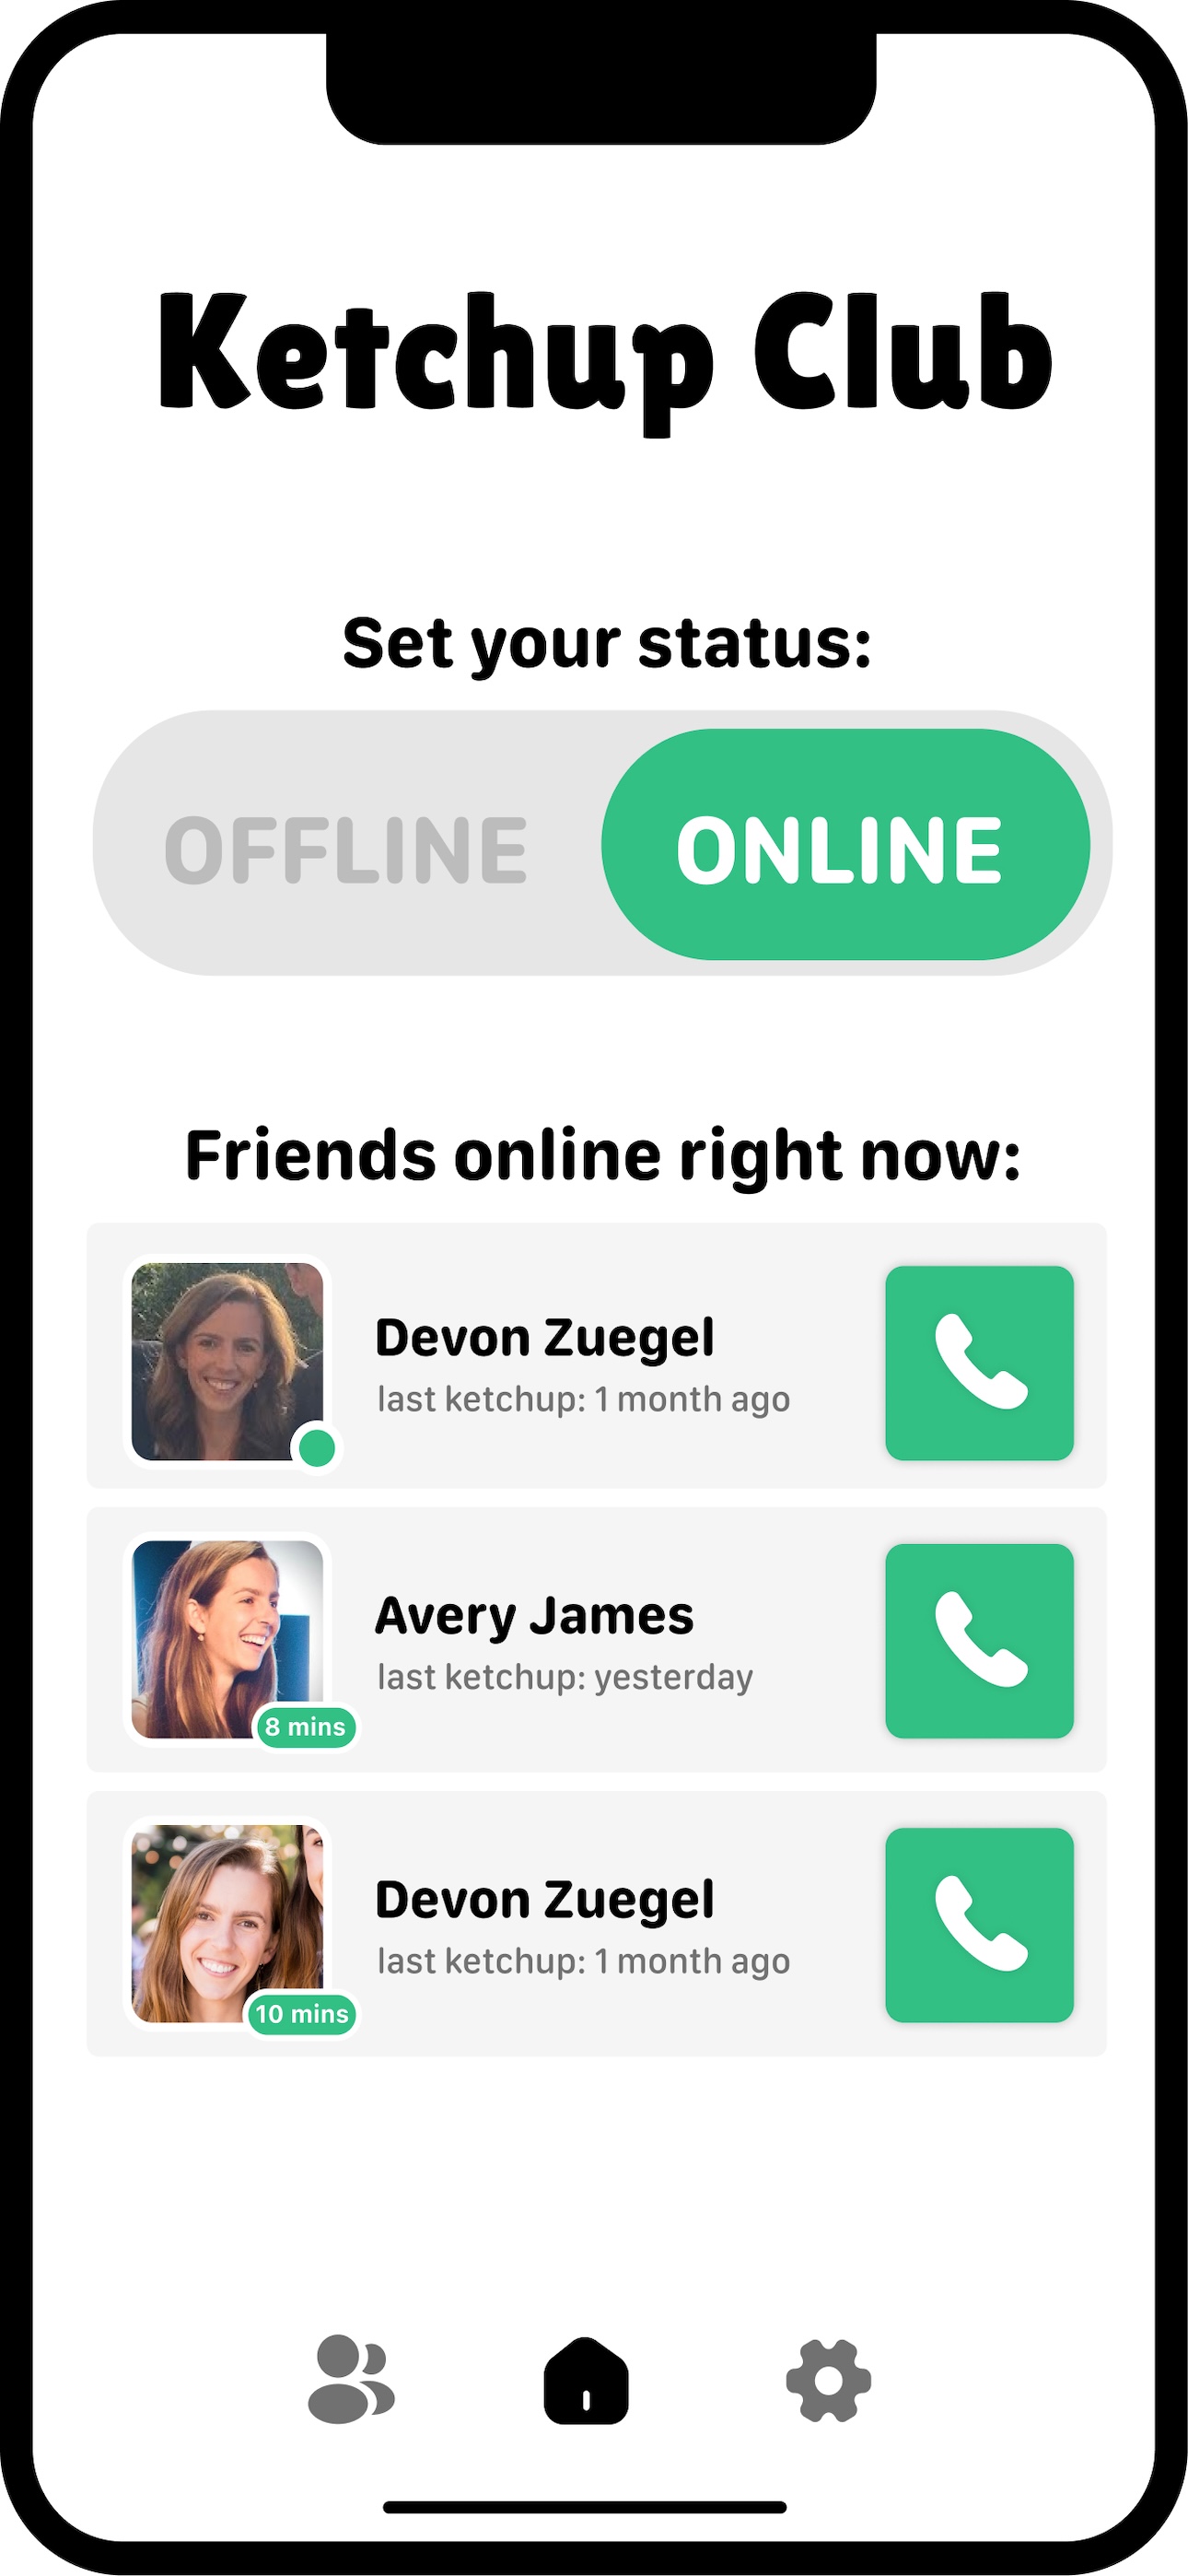 Ketchup Club
Set your status:
OFFLINE
ONLINE
Friends online right now:
Devon Zuegel
last ketchup: 1 month ago
Avery James
last ketchup: yesterday
8 mins
Devon Zuegel
last ketchup: 1 month ago
10 mins